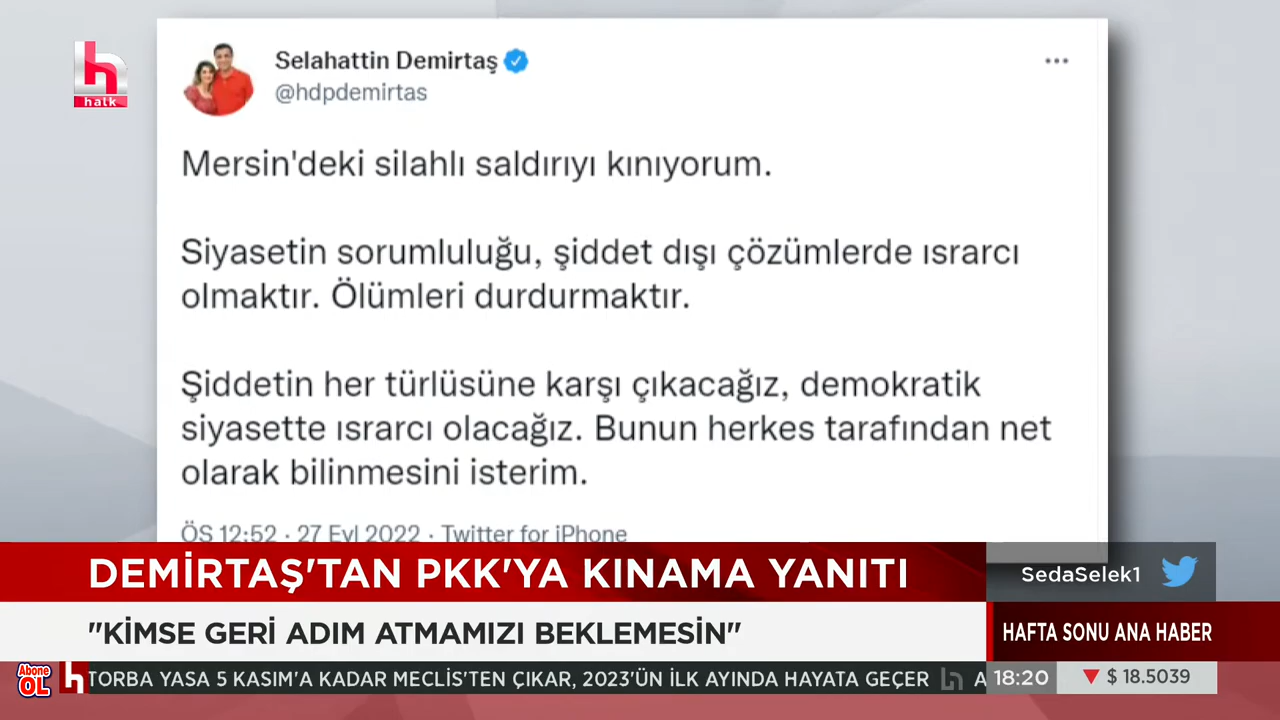 h
halk
Selahattin Demirtaş
@hdpdemirtas
Mersin'deki silahlı saldırıyı kınıyorum.
Siyasetin sorumluluğu, şiddet dışı çözümlerde ısrarcı
olmaktır. Ölümleri durdurmaktır.
Şiddetin her türlüsüne karşı çıkacağız, demokratik
siyasette ısrarcı olacağız. Bunun herkes tarafından net
olarak bilinmesini isterim.
ÖS 12:52 · 27 Eyl 2022 · Twitter for iPhone
DEMİRTAŞ'TAN PKK'YA KINAMA YANITI
SedaSelek1
"KİMSE GERİ ADIM ATMAMIZI BEKLEMESİN"
HAFTA SONU ANA HABER
Abone
OL
h TORBA YASA 5 KASIM'A KADAR MECLİS'TEN ÇIKAR, 2023'ÜN İLK AYINDA HAYATA GEÇER h A 18:20 $ 18.5039